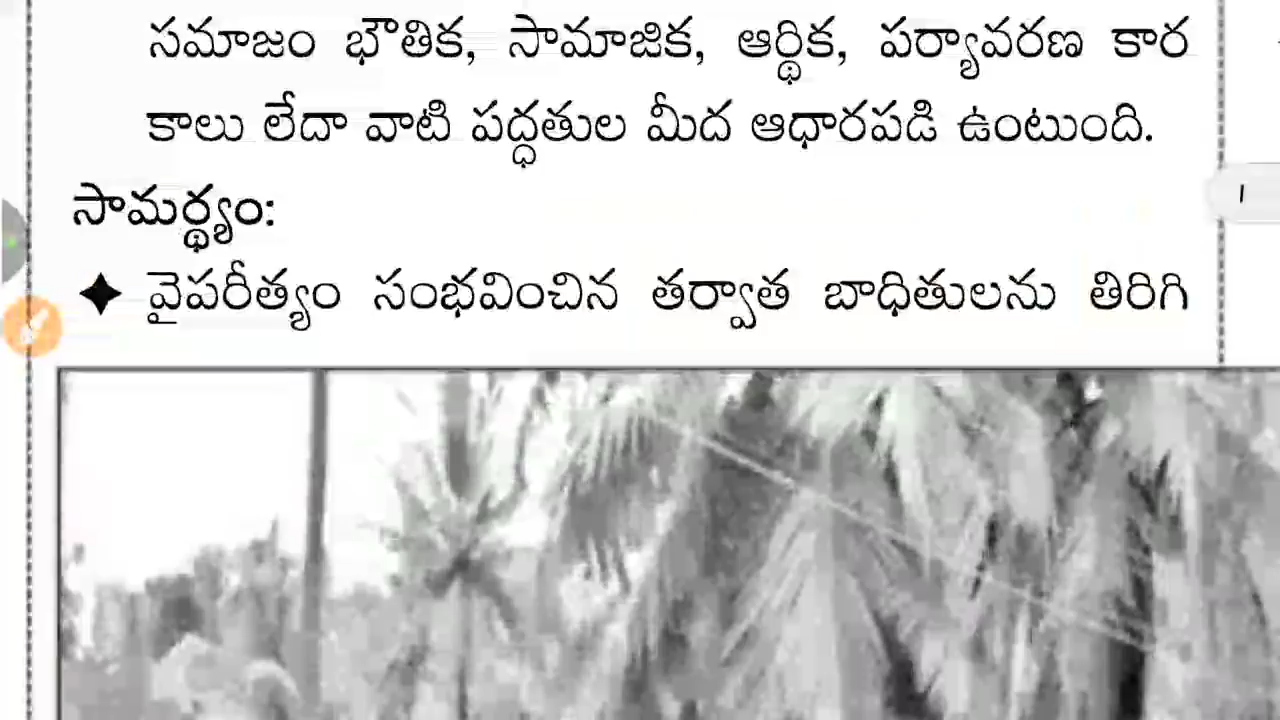 సమాజం భౌతిక, సామాజిక, ఆర్థిక, పర్యావరణ కార
కాలు లేదా వాటి పద్ధతుల మీద ఆధారపడి ఉంటుంది.
సామర్థ్యం:
వైపరీత్యం సంభవించిన తర్వాత బాధితులను తిరిగి